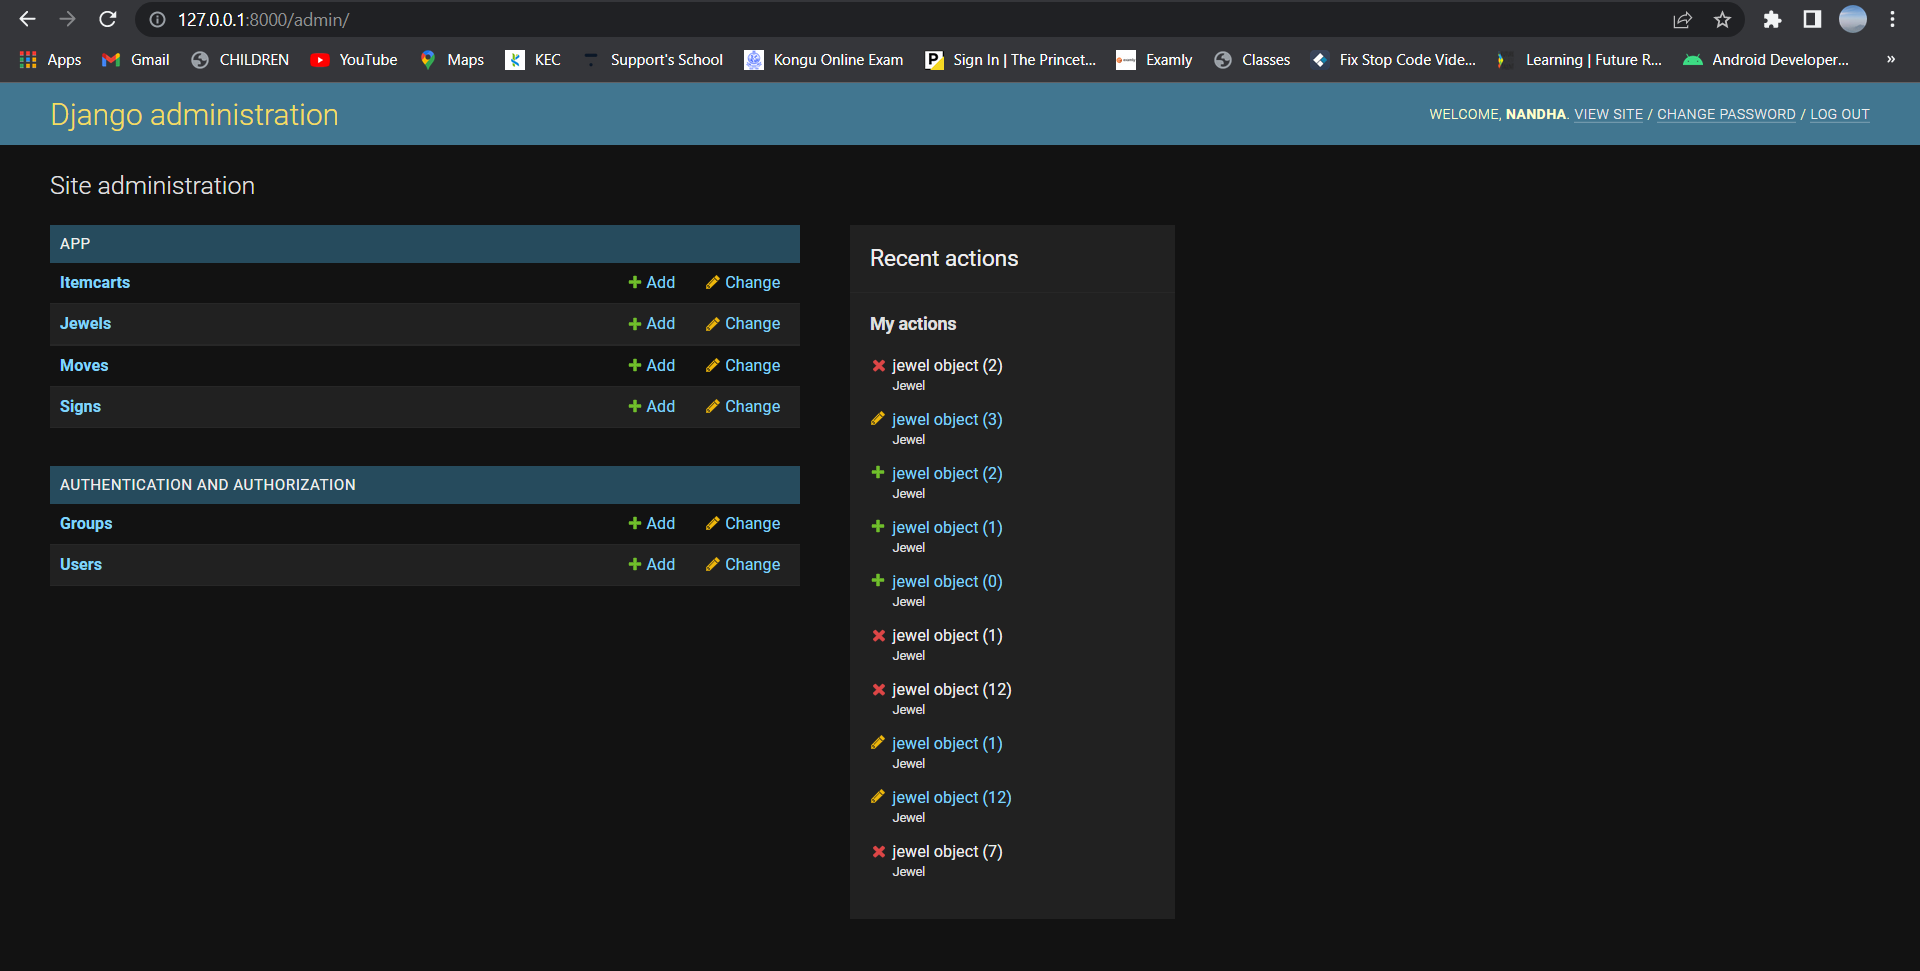 127.0.0.1:8000/admin/
Apps Gmail CHILDREN YouTube Maps KEC Support's School Kongu Online Exam Sign In | The Princet... Examly Classes Fix Stop Code Vide... Learning | Future R... Android Developer... »
Django administration
WELCOME, NANDHA. VIEW SITE / CHANGE PASSWORD / LOG OUT
Site administration
APP
Itemcarts Add Change
Jewels Add Change
Moves Add Change
Signs Add Change
AUTHENTICATION AND AUTHORIZATION
Groups Add Change
Users Add Change
Recent actions
My actions
jewel object (2)
Jewel
jewel object (3)
Jewel
jewel object (2)
Jewel
jewel object (1)
Jewel
jewel object (0)
Jewel
jewel object (1)
Jewel
jewel object (12)
Jewel
jewel object (1)
Jewel
jewel object (12)
Jewel
jewel object (7)
Jewel